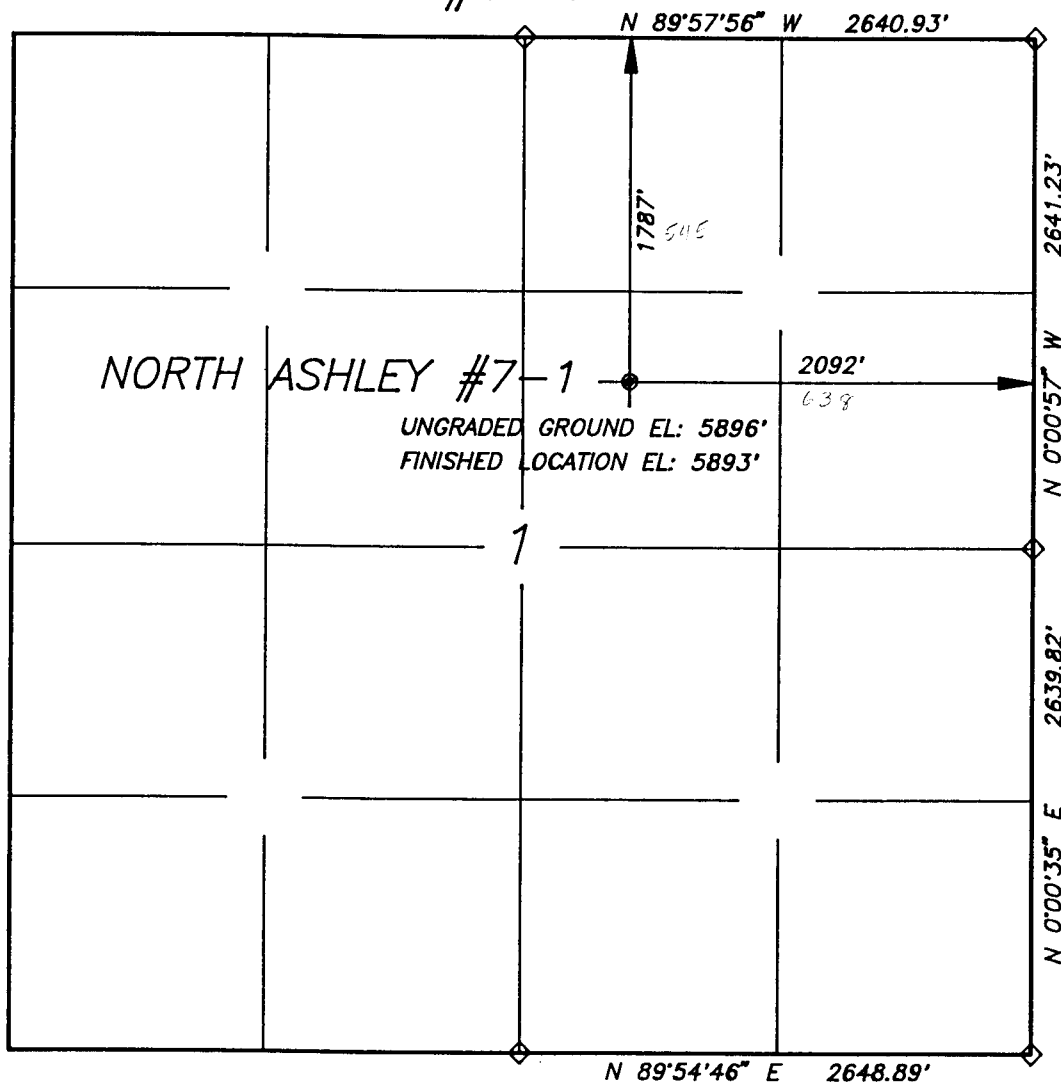 N 89°57'56" W 2640.93'
2641.23'
1787'
545
N 0°00'57" W
NORTH ASHLEY #7-1
2092'
638
UNGRADED GROUND EL: 5896'
FINISHED LOCATION EL: 5893'
1
2639.82'
N 0°00'35" E
N 89°54'46" E 2648.89'